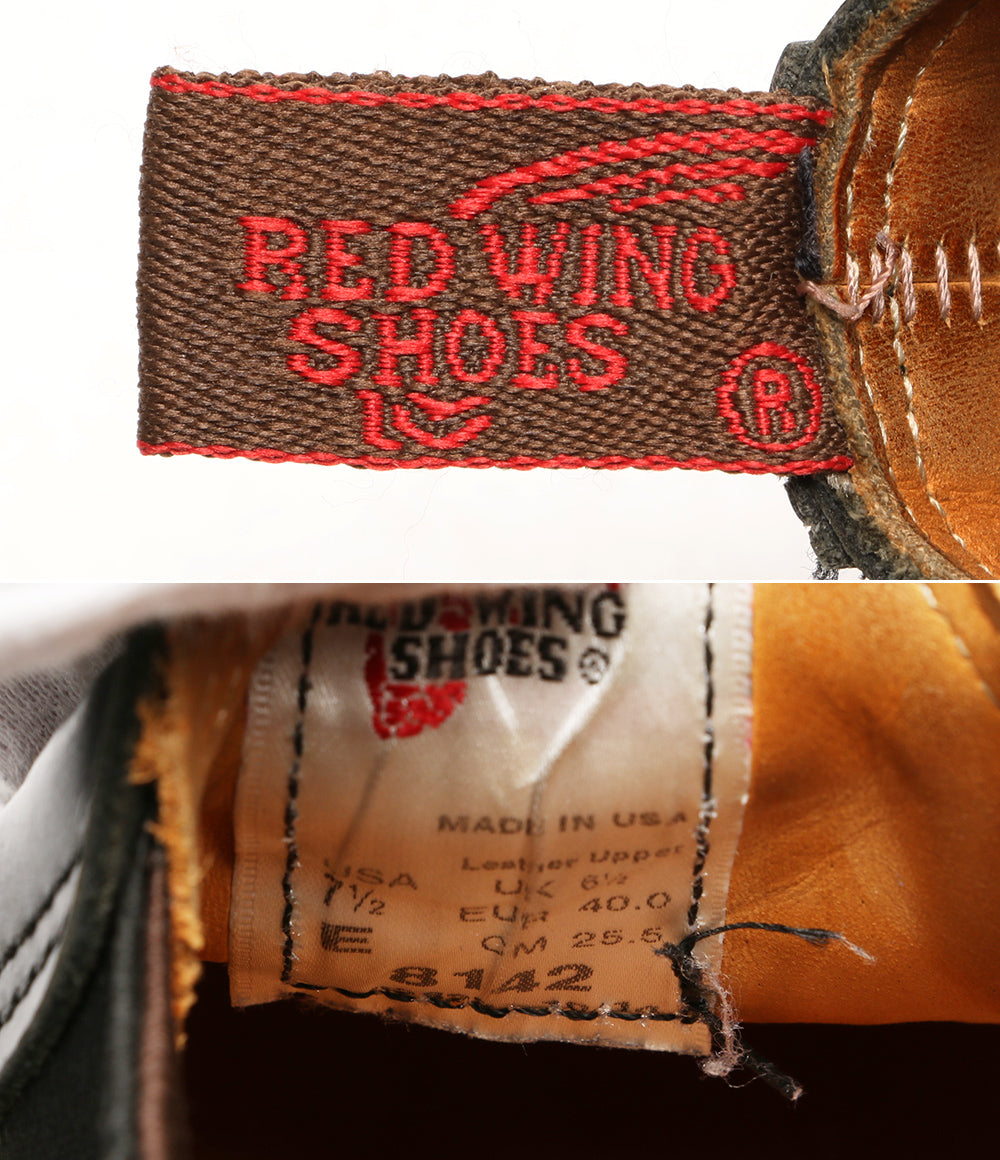 RED WING
SHOES
®
RED WING
SHOES ®
MADE IN USA
Leather Upper
USA UK 6½
7½ EUR 40.0
E CM 25.5
8142